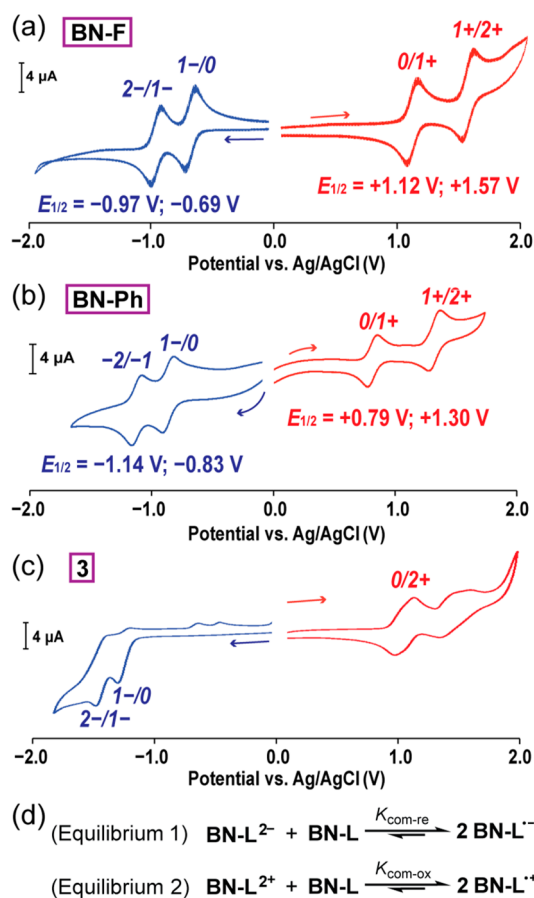 (a) BN-F
4 μA
2−/1− 1−/0 0/1+ 1+/2+
E1/2 = −0.97 V; −0.69 V E1/2 = +1.12 V; +1.57 V
−2.0 −1.0 0.0 1.0 2.0
Potential vs. Ag/AgCl (V)
(b) BN-Ph
4 μA
−2/−1 1−/0 0/1+ 1+/2+
E1/2 = −1.14 V; −0.83 V E1/2 = +0.79 V; +1.30 V
−2.0 −1.0 0.0 1.0 2.0
Potential vs. Ag/AgCl (V)
(c) 3
4 μA
0/2+
1−/0
2−/1−
−2.0 −1.0 0.0 1.0 2.0
Potential vs. Ag/AgCl (V)
(d) (Equilibrium 1) BN-L2− + BN-L Kcom-re 2 BN-L•−
(Equilibrium 2) BN-L2+ + BN-L Kcom-ox 2 BN-L•+